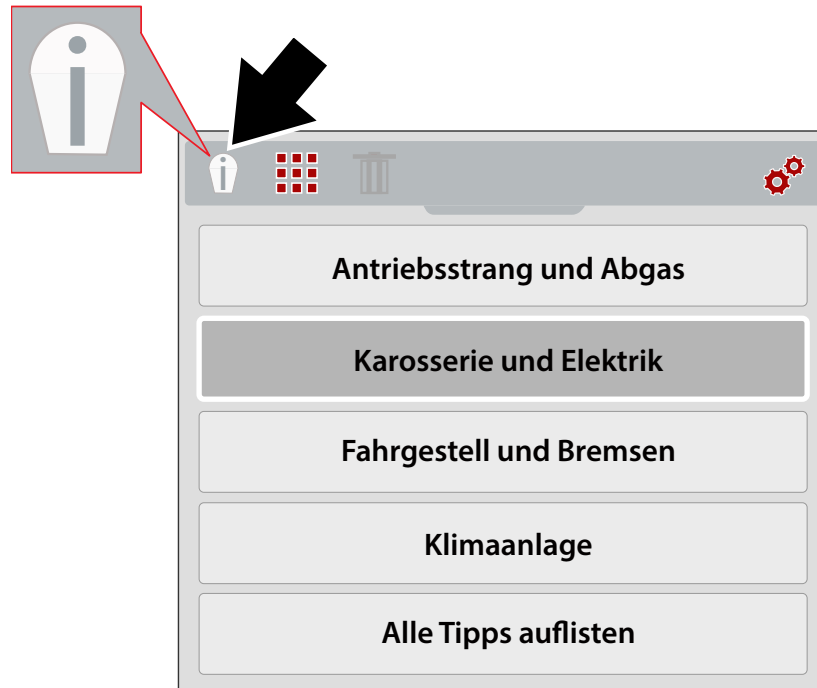 Antriebsstrang und Abgas
Karosserie und Elektrik
Fahrgestell und Bremsen
Klimaanlage
Alle Tipps auflisten